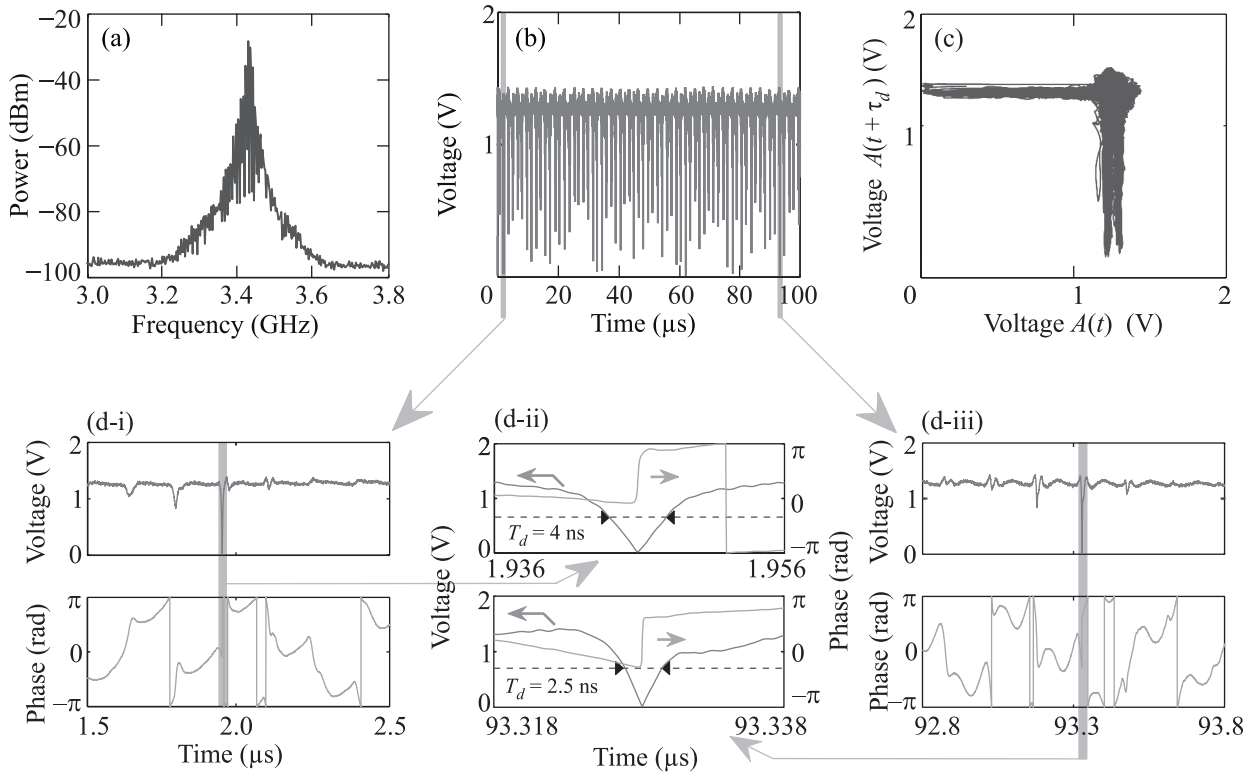 (a)
Power (dBm)
−20
−40
−60
−80
−100
3.0 3.2 3.4 3.6 3.8
Frequency (GHz)
(b)
Voltage (V)
2
1
0 20 40 60 80 100
Time (µs)
(c)
Voltage A(t + τd) (V)
2
1
0
0 1 2
Voltage A(t) (V)
(d-i)
Voltage (V)
2
1
0
Phase (rad)
π
0
−π
1.5 2.0 2.5
Time (µs)
(d-ii)
Voltage (V)
2
1
0
Td = 4 ns
π
0
−π
1.936 1.956
2
1
0
Td = 2.5 ns
π
0
−π
Phase (rad)
93.318 93.338
Time (µs)
(d-iii)
Voltage (V)
2
1
0
Phase (rad)
π
0
−π
92.8 93.5 93.8
Time (µs)